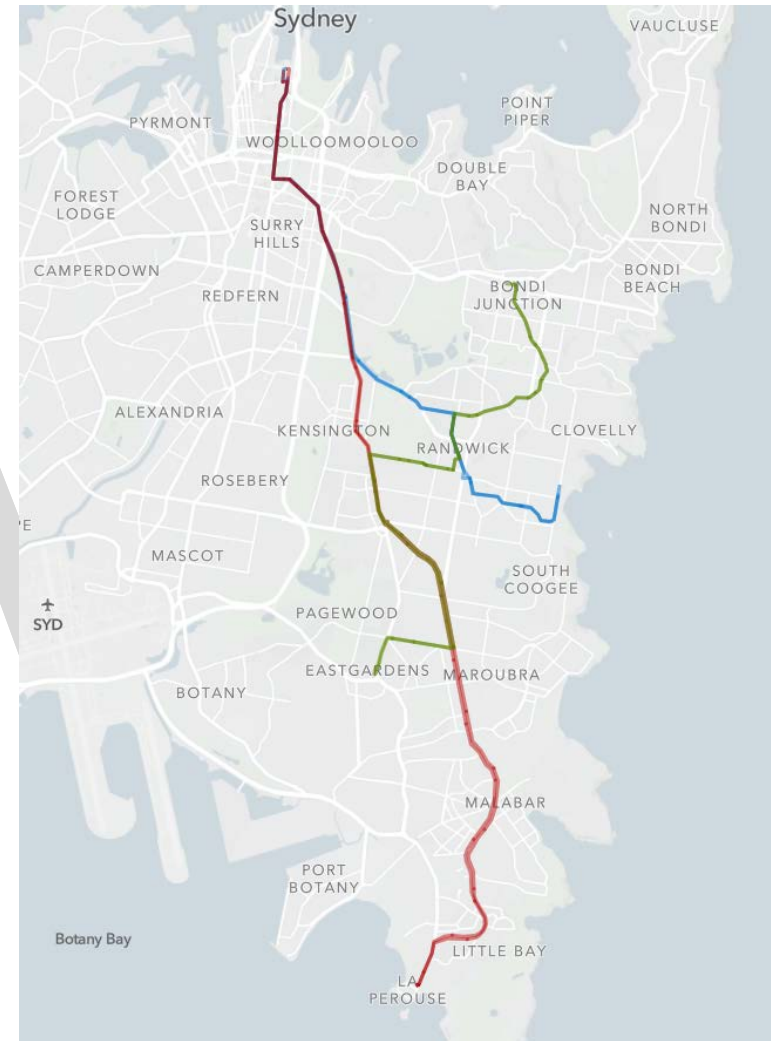 Sydney
VAUCLUSE
POINT
PIPER
PYRMONT
WOOLLOOMOOLOO
DOUBLE
BAY
FOREST
LODGE
NORTH
BONDI
SURRY
HILLS
CAMPERDOWN
BONDI
BEACH
REDFERN
BONDI
JUNCTION
ALEXANDRIA
KENSINGTON
CLOVELLY
RANDWICK
ROSEBERY
PE
MASCOT
SOUTH
COOGEE
SYD
PAGEWOOD
EASTGARDENS
MAROUBRA
BOTANY
MALABAR
PORT
BOTANY
Botany Bay
LITTLE BAY
LA
PEROUSE